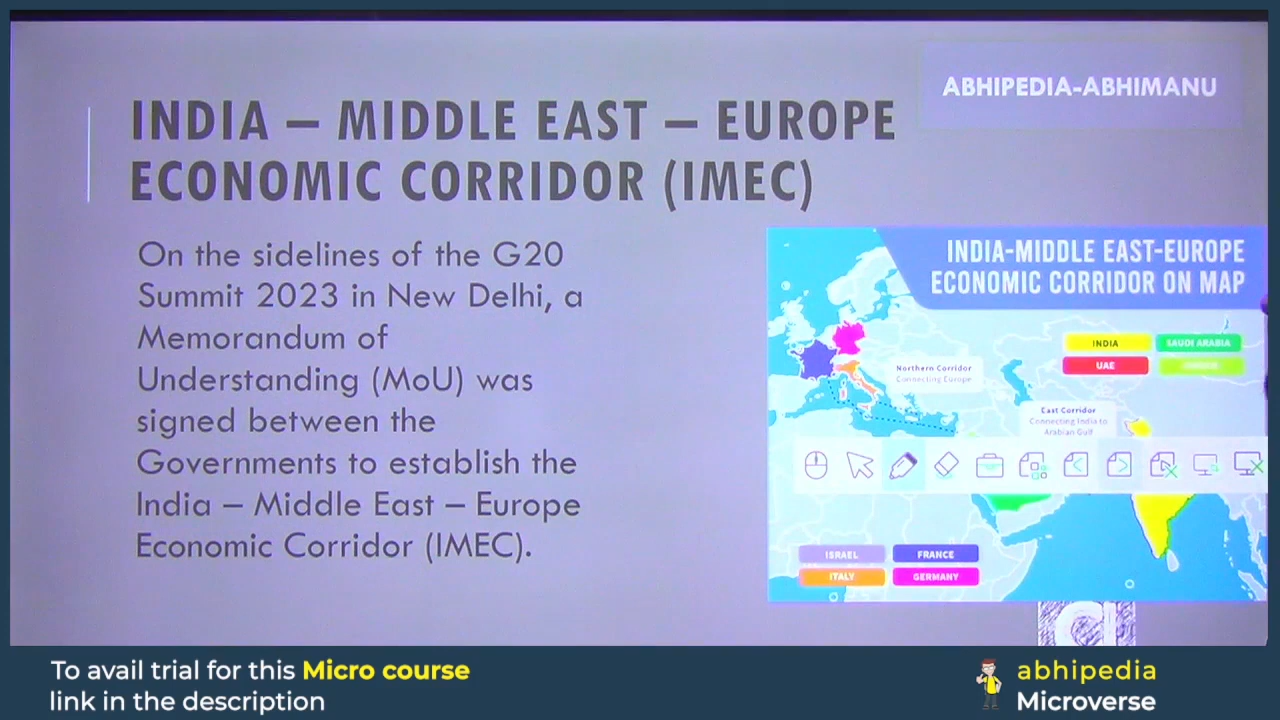 ABHIPEDIA-ABHIMANU
INDIA – MIDDLE EAST – EUROPE
ECONOMIC CORRIDOR (IMEC)
On the sidelines of the G20
Summit 2023 in New Delhi, a
Memorandum of
Understanding (MoU) was
signed between the
Governments to establish the
India – Middle East – Europe
Economic Corridor (IMEC).
INDIA-MIDDLE EAST-EUROPE
ECONOMIC CORRIDOR ON MAP
INDIA
SAUDI ARABIA
UAE
Northern Corridor
Connecting Europe
East Corridor
Connecting India to
Arabian Gulf
ISRAEL
FRANCE
ITALY
GERMANY
To avail trial for this Micro course
link in the description
abhipedia
Microverse